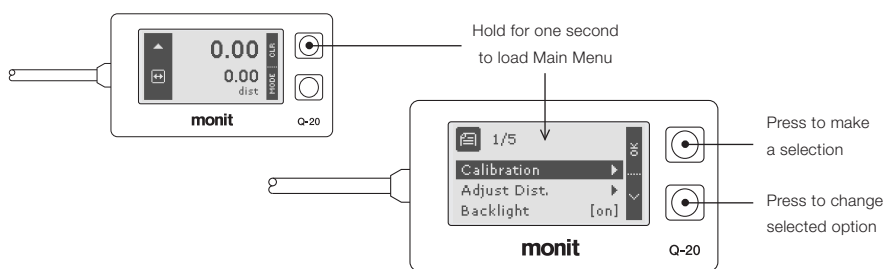 Hold for one second
to load Main Menu
0.00
CLR
0.00
dist
MODE
monit
Q-20
1/5
OK
Calibration
Adjust Dist.
Backlight [on]
monit
Q-20
Press to make
a selection
Press to change
selected option